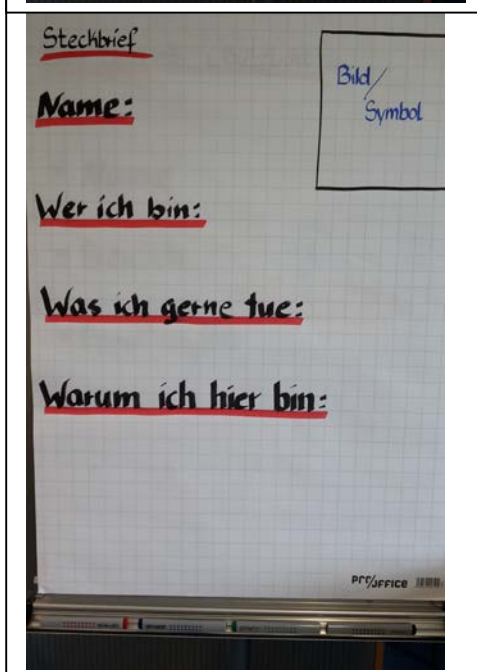 Steckbrief
Bild/
Symbol
Name:
Wer ich bin:
Was ich gerne tue:
Warum ich hier bin:
PRO/OFFICE